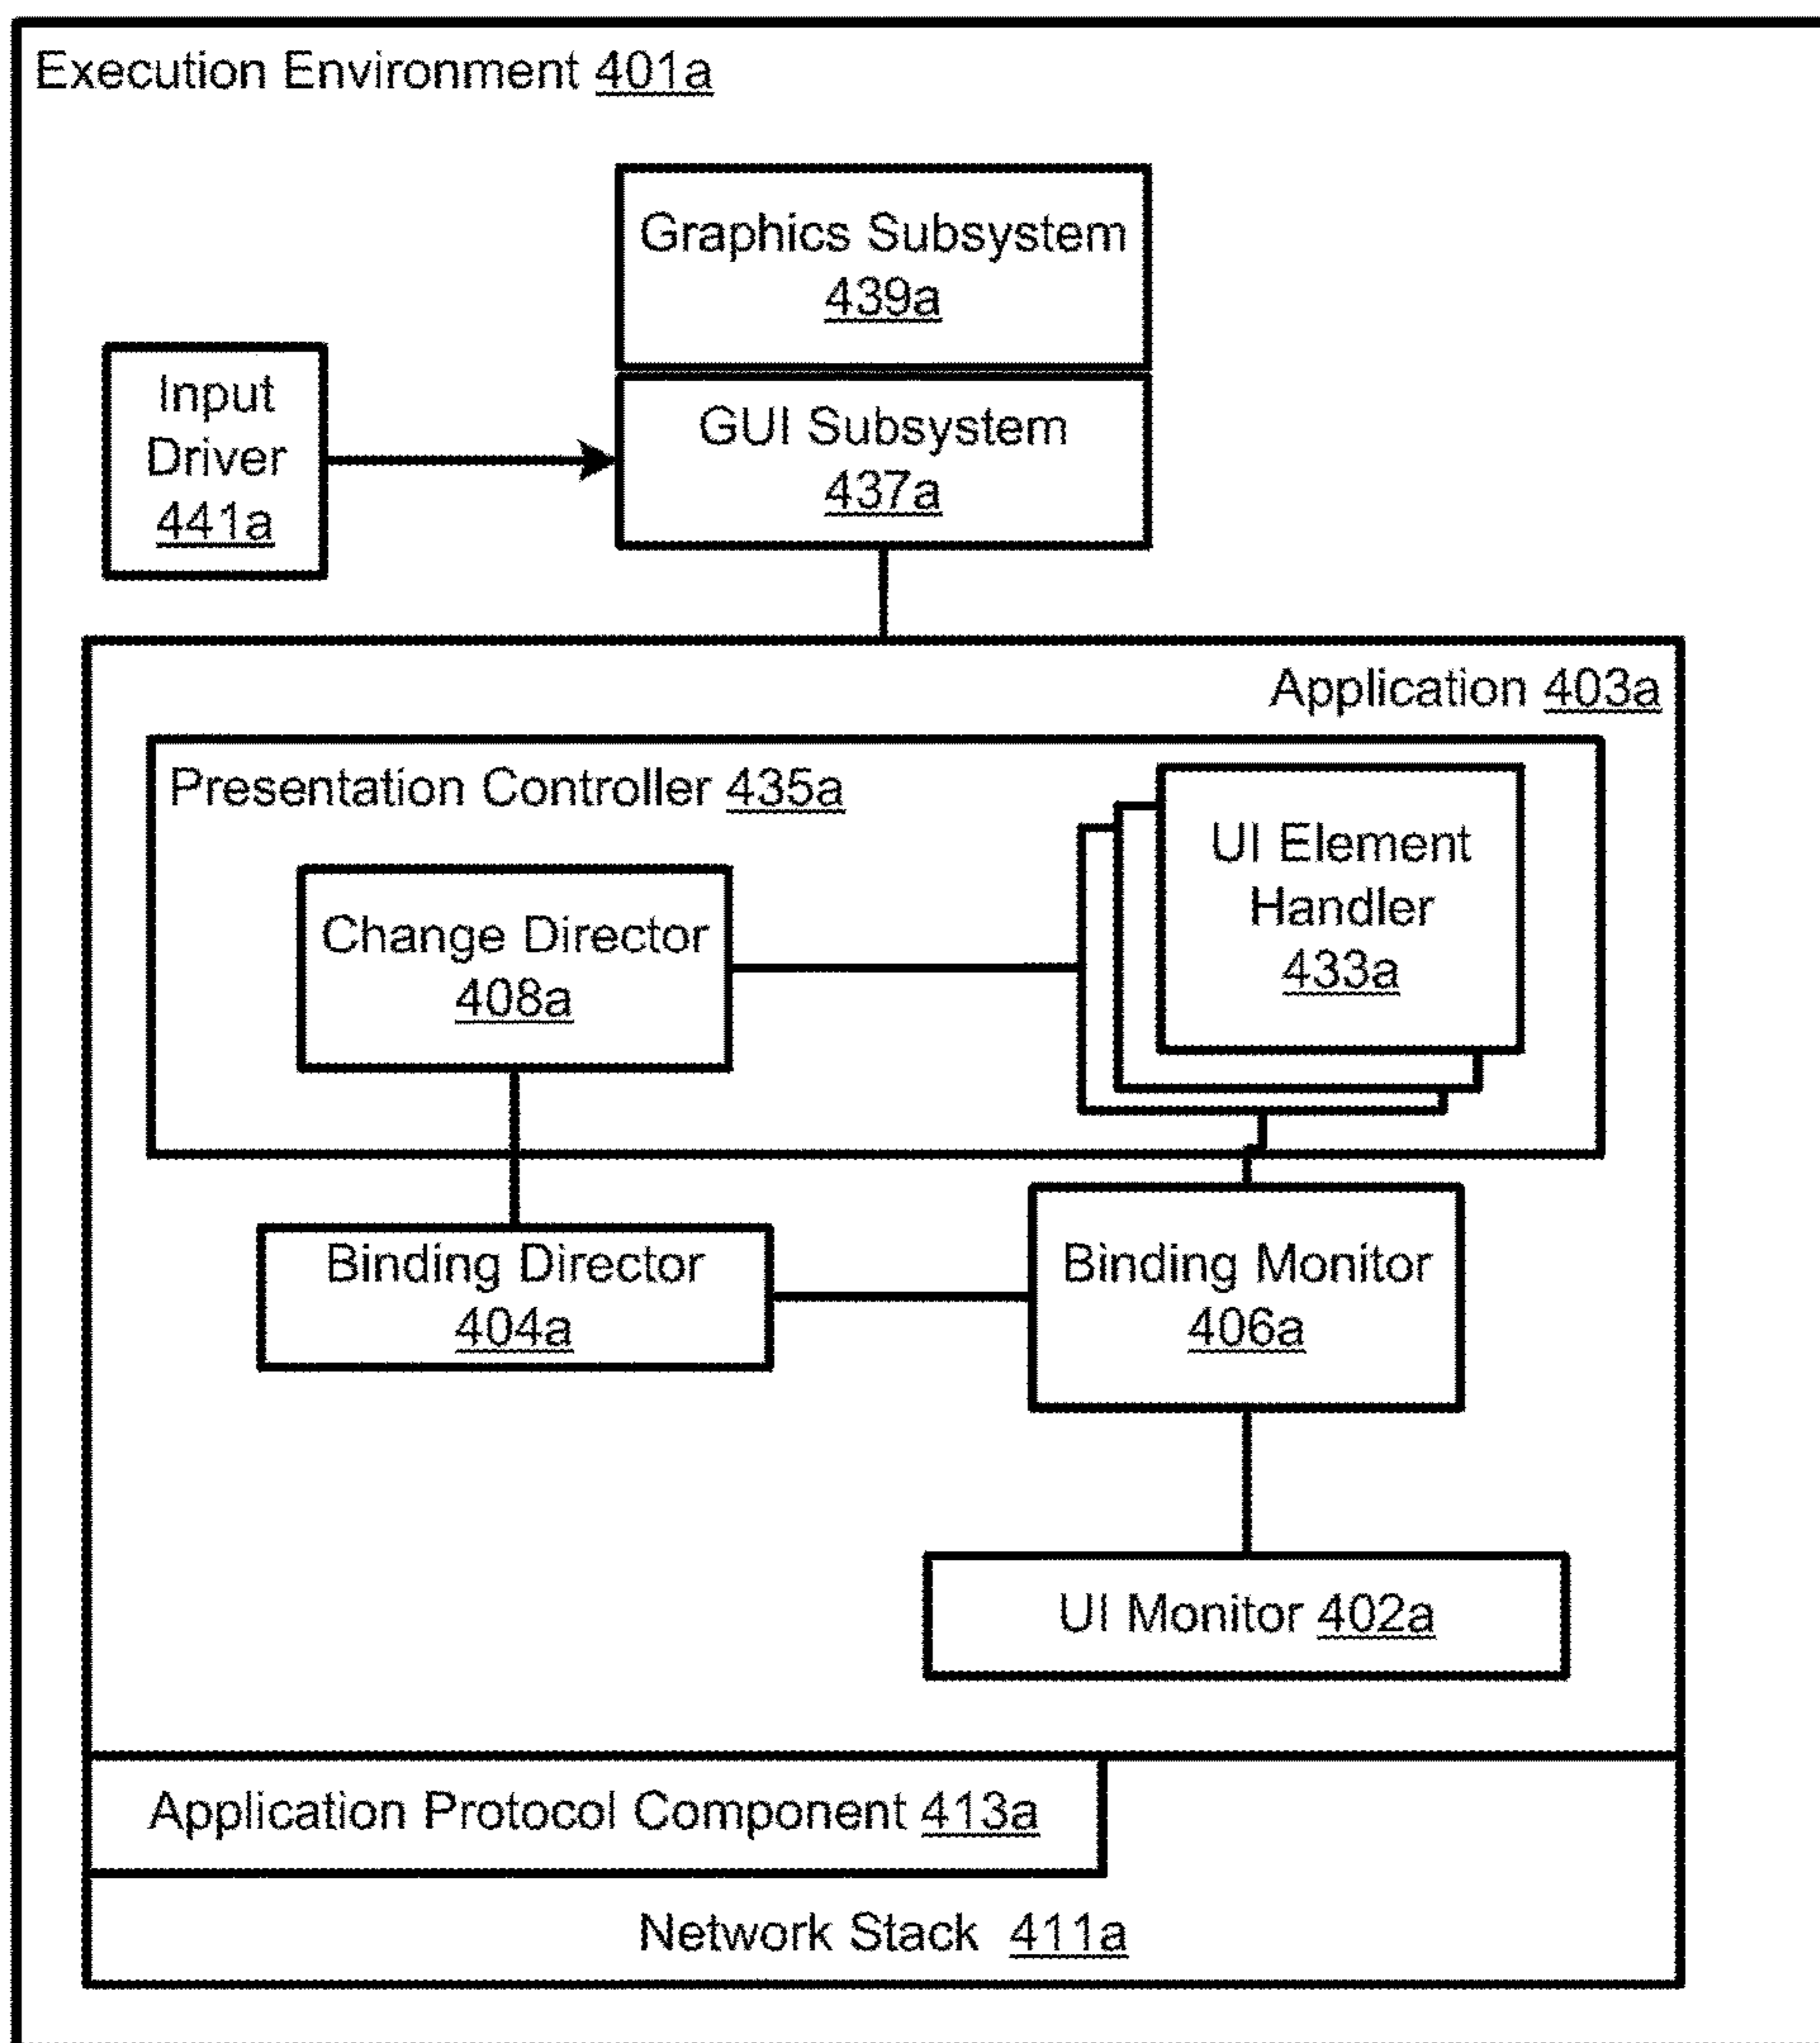 Execution Environment 401a
Graphics Subsystem
439a
Input
Driver
441a
GUI Subsystem
437a
Application 403a
Presentation Controller 435a
UI Element
Handler
433a
Change Director
408a
Binding Director
404a
Binding Monitor
406a
UI Monitor 402a
Application Protocol Component 413a
Network Stack 411a